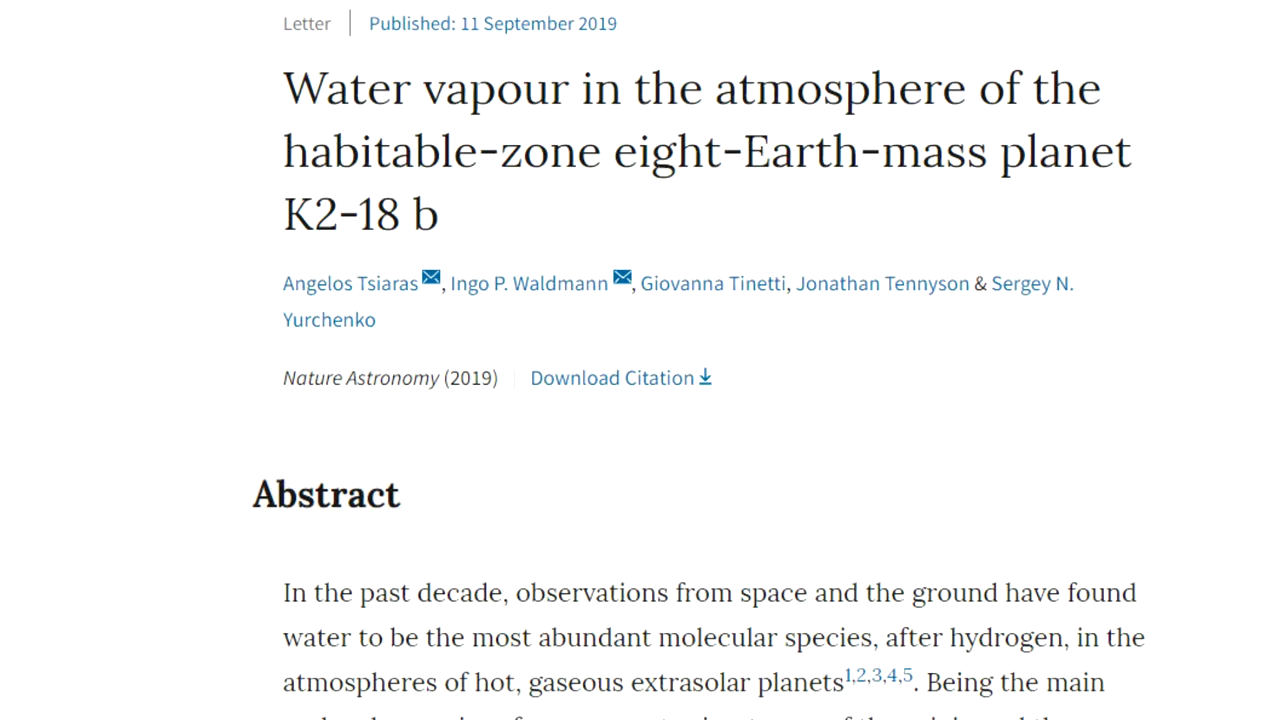 Letter | Published: 11 September 2019
Water vapour in the atmosphere of the
habitable-zone eight-Earth-mass planet
K2-18 b
Angelos Tsiaras, Ingo P. Waldmann, Giovanna Tinetti, Jonathan Tennyson & Sergey N.
Yurchenko
Nature Astronomy (2019) Download Citation
Abstract
In the past decade, observations from space and the ground have found
water to be the most abundant molecular species, after hydrogen, in the
atmospheres of hot, gaseous extrasolar planets1,2,3,4,5. Being the main